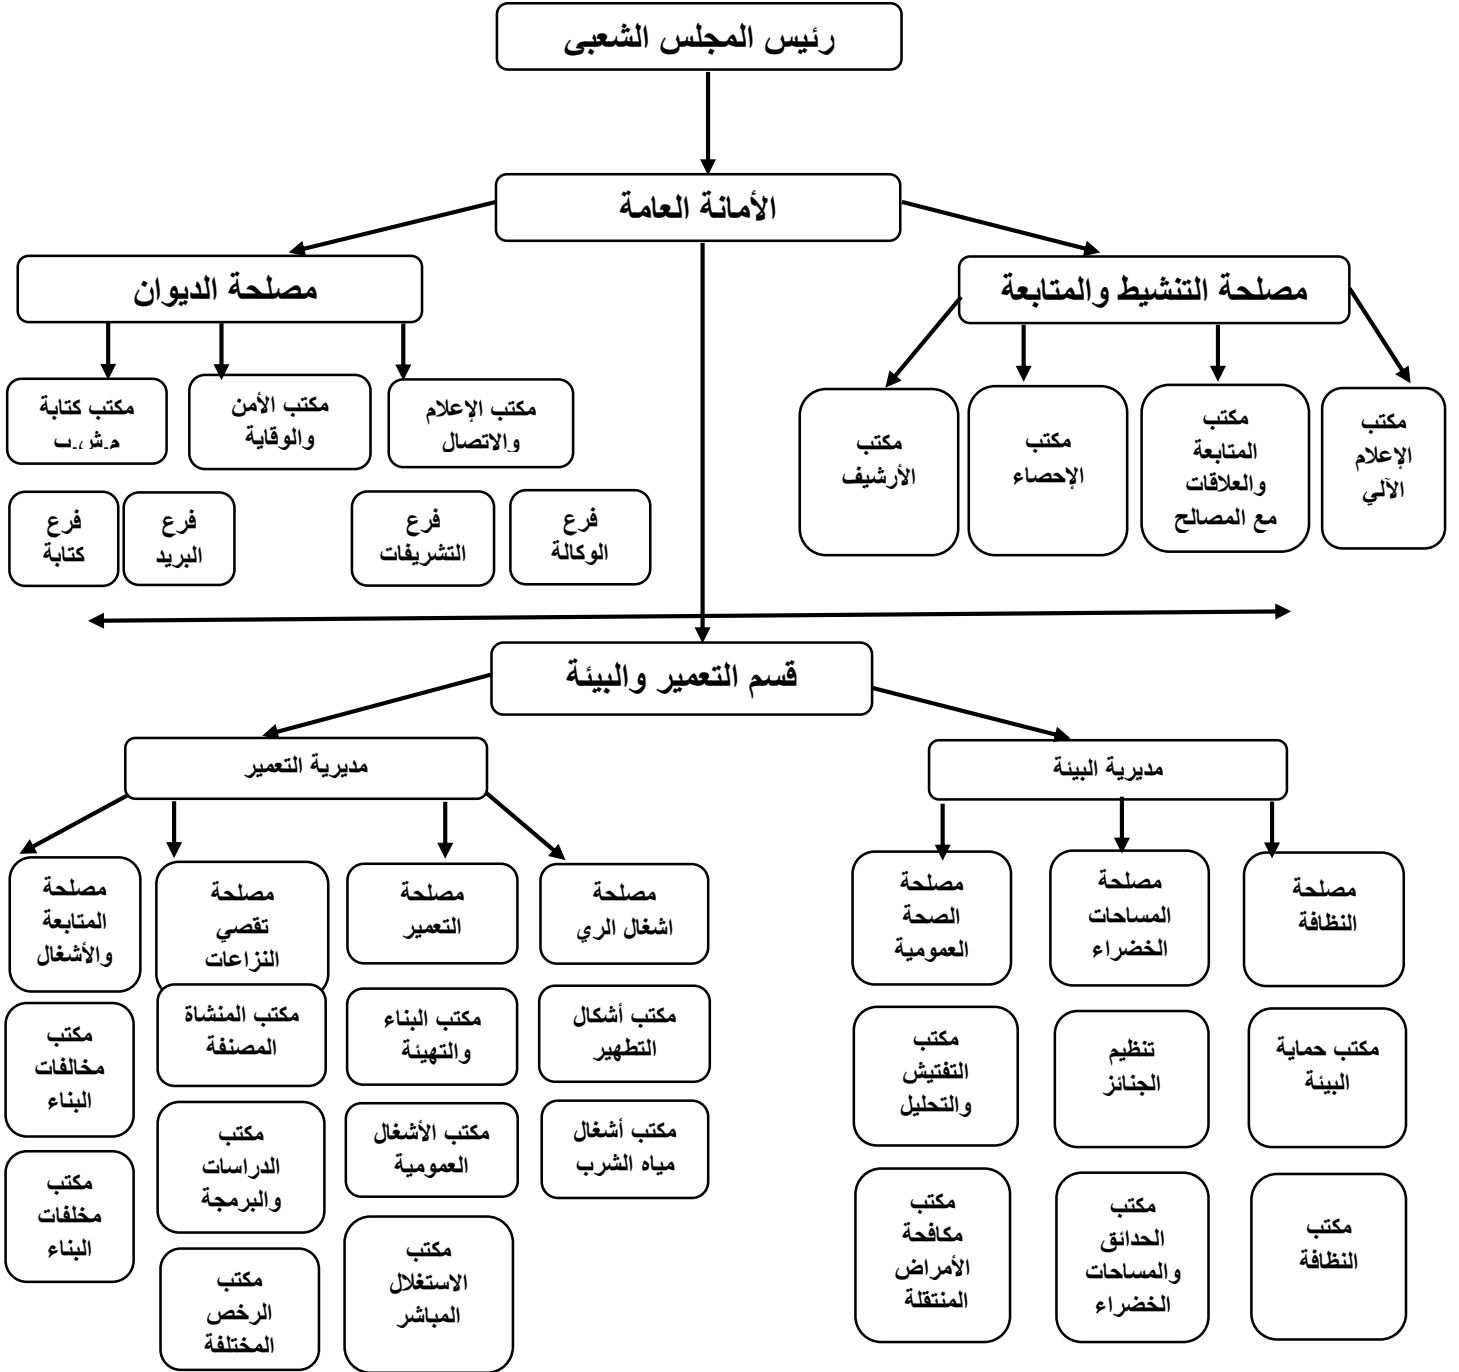 رئيس المجلس الشعبى
الأمانة العامة
مصلحة التنشيط والمتابعة
مصلحة الديوان
مكتب
الإعلام
الآلي
مكتب
المتابعة
والعلاقات
مع المصالح
مكتب
الإحصاء
مكتب
الأرشيف
مكتب الإعلام
والاتصال
مكتب الأمن
والوقاية
مكتب كتابة
م.ش.ب
فرع
الوكالة
فرع
التشريفات
فرع
البريد
فرع
كتابة
قسم التعمير والبيئة
مديرية البيئة
مديرية التعمير
مصلحة
النظافة
مصلحة
المساحات
الخضراء
مصلحة
الصحة
العمومية
مصلحة
اشغال الري
مصلحة
التعمير
مصلحة
تقصي
النزاعات
مصلحة
المتابعة
والأشغال
مكتب حماية
البيئة
تنظيم
الجنائز
مكتب
التفتيش
والتحليل
مكتب أشكال
التطهير
مكتب البناء
والتهيئة
مكتب المنشاة
المصنفة
مكتب
مخالفات
البناء
مكتب
النظافة
مكتب
الحدائق
والمساحات
الخضراء
مكتب
مكافحة
الأمراض
المنتقلة
مكتب أشغال
مياه الشرب
مكتب الأشغال
العمومية
مكتب
الدراسات
والبرمجة
مكتب
مخلفات
البناء
مكتب
الاستغلال
المباشر
مكتب
الرخص
المختلفة